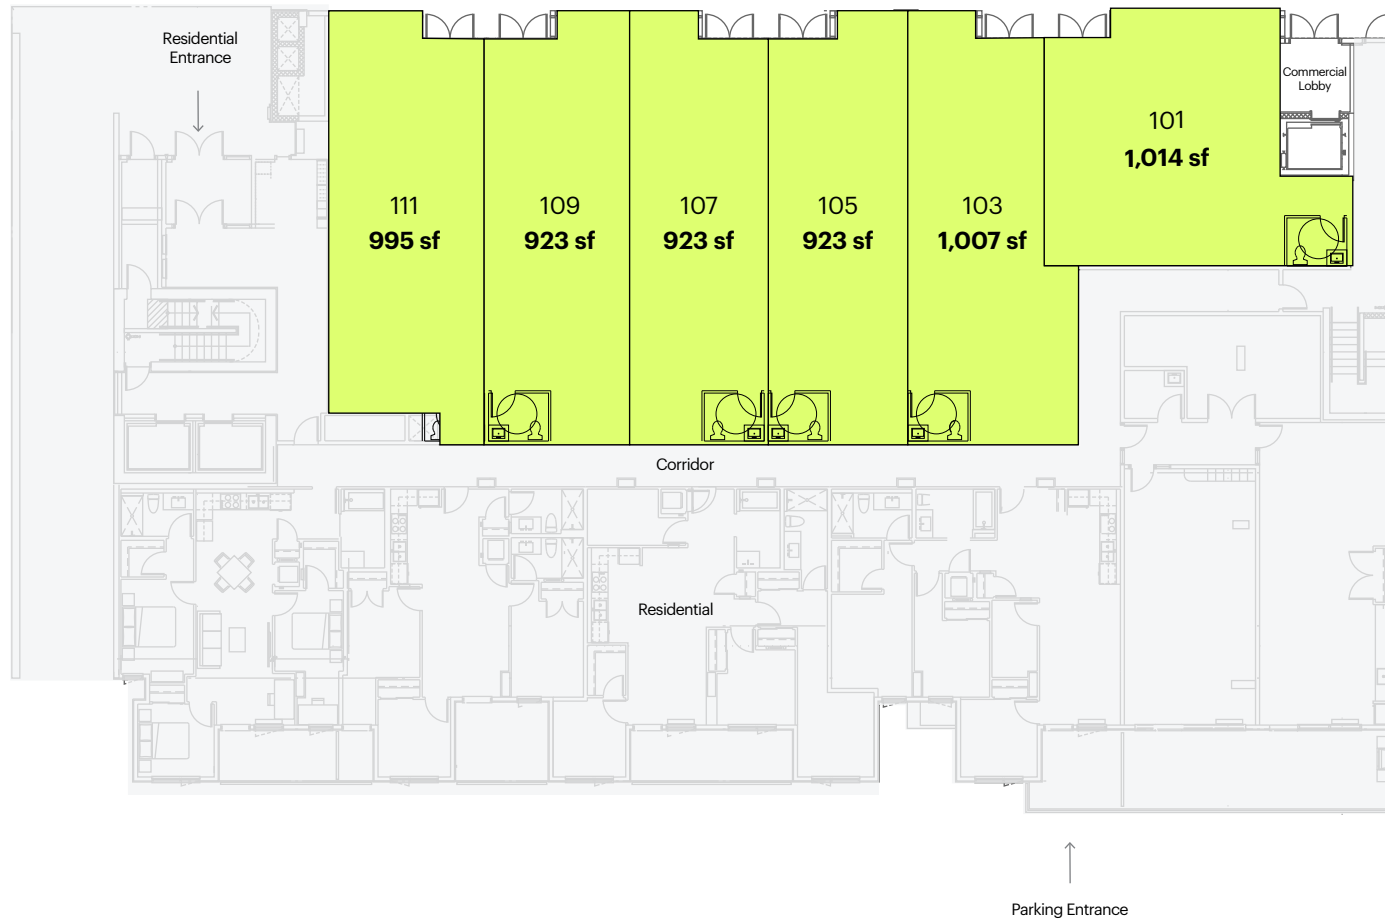 Residential
Entrance
Commercial
Lobby
101
1,014 sf
111
995 sf
109
923 sf
107
923 sf
105
923 sf
103
1,007 sf
Corridor
Residential
Parking Entrance